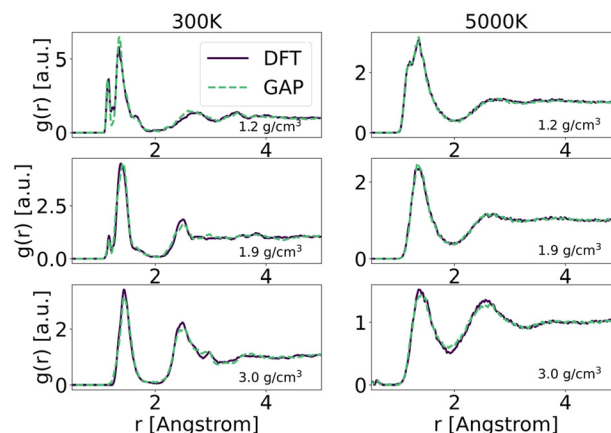 300K
5000K
g(r) [a.u.]
5
0
DFT
GAP
1.2 g/cm³
2
4
2
0
1.2 g/cm³
2
4
g(r) [a.u.]
2.5
0.0
1.9 g/cm³
2
4
2
0
1.9 g/cm³
2
4
g(r) [a.u.]
2
0
3.0 g/cm³
2
4
r [Angstrom]
1
0
3.0 g/cm³
2
4
r [Angstrom]